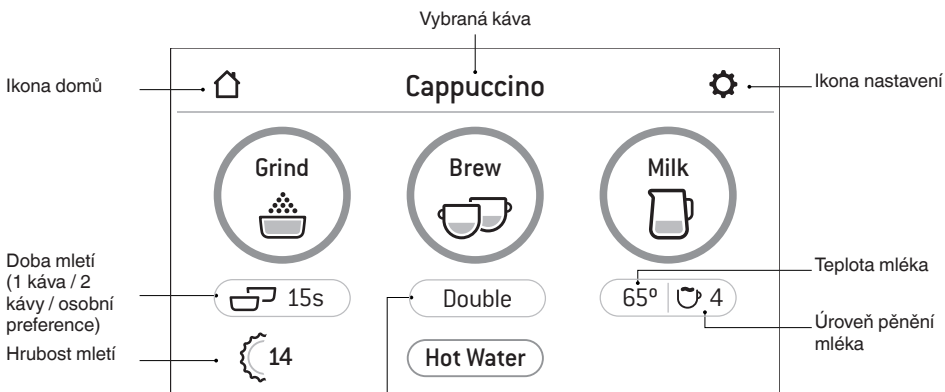 Vybraná káva
Ikona domů
Cappuccino
Ikona nastavení
Grind
Brew
Milk
Doba mletí
(1 káva / 2
kávy / osobní
preference)
15s
Double
65º
4
Teplota mléka
Úroveň pěnění
mléka
Hrubost mletí
14
Hot Water